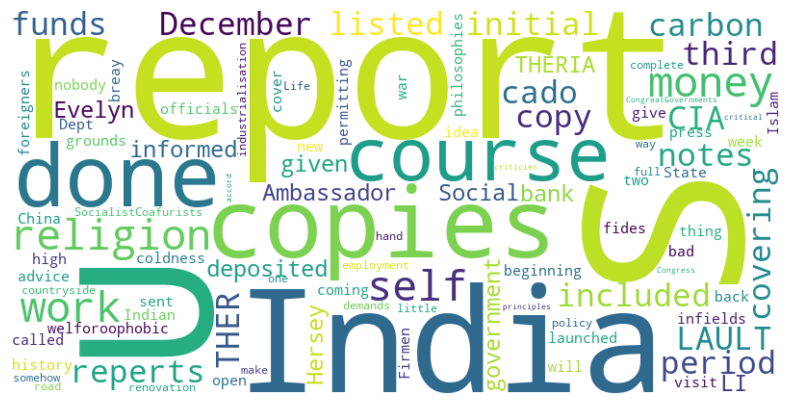 funds December listed initial carbon
report
foreigners nobody breay industrialisation cover Life permitting war philosophies THERIA complete third
Evelyn officials cado money
CongreatGovernments critical
Dept grounds informed new copy idea give CIA press Islam
done given course two way week notes
criticien full State
accord Ambassador Social bank
China SocialistCoafurists copies S fides thing covering
religion hand bad
high coldness deposited employment Congress
advice countryside Indian sent self beginning included back
work U THER one coming demands little government infields
welforoophobic India principles policy launched LAULT
called Hersey Firmen will period
history reperts open make visit LI
somehow road renovation